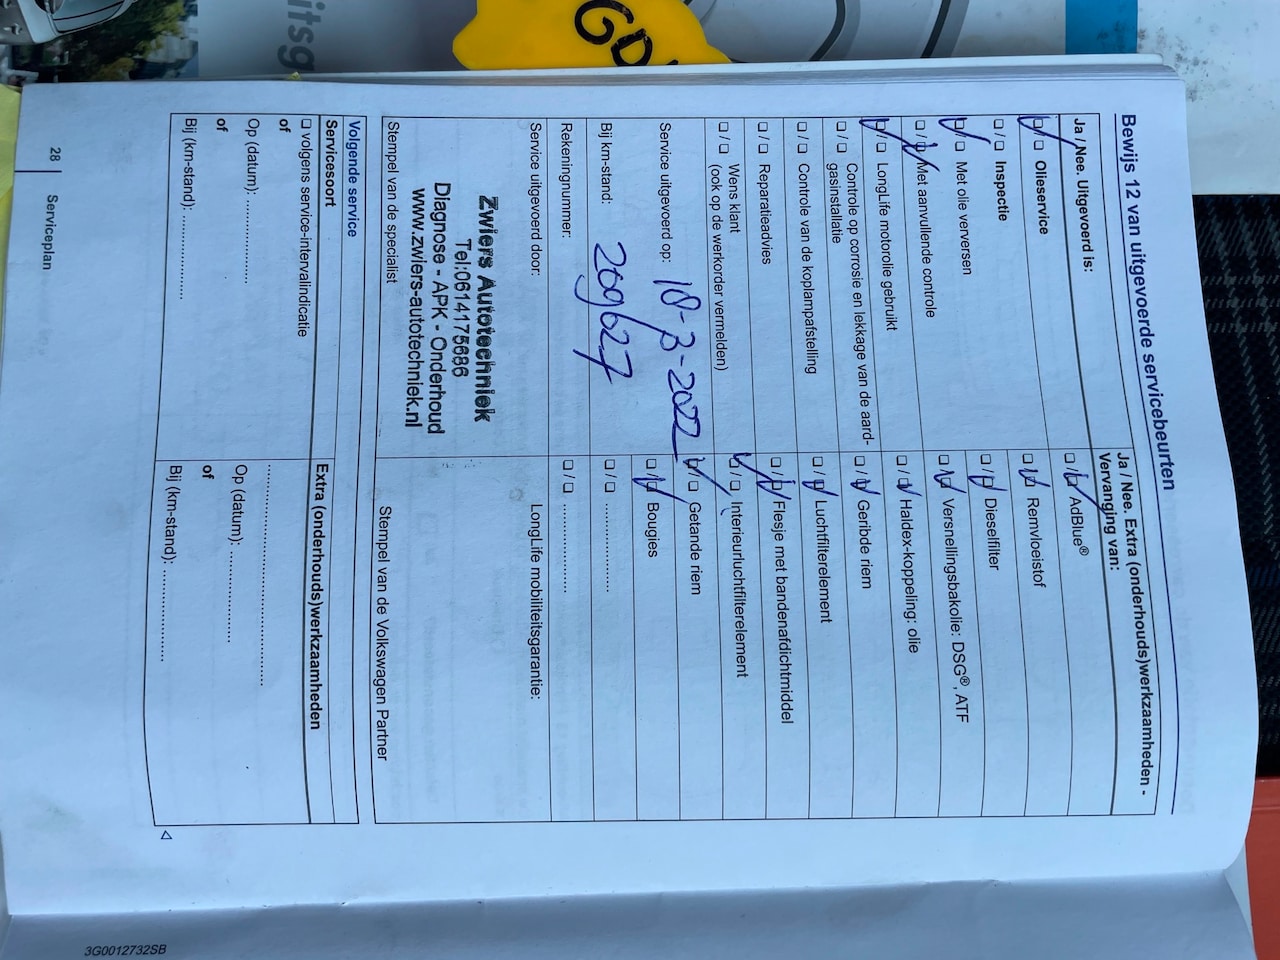 Bewijs 12 van uitgevoerde servicebeurten
Ja / Nee. Uitgevoerd is:
☑ / ☐ Olieservice
☐ / ☐ Inspectie
☑ / ☐ Met olie verversen
☐ / ☑ Met aanvullende controle
☑ / ☐ LongLife motorolie gebruikt
☐ / ☐ Controle op corrosie en lekkage van de aard-
gasinstallatie
☐ / ☐ Controle van de koplampafstelling
☐ / ☐ Reparatieadvies
☐ / ☐ Wens klant
(ook op de werkorder vermelden)
Service uitgevoerd op: 18-3-2022
Bij km-stand: 209627
Rekeningnummer:
Service uitgevoerd door:
Zwiers Autotechniek
Tel:0614175686
Diagnose - APK - Onderhoud
www.zwiers-autotechniek.nl
Stempel van de specialist
Ja / Nee. Extra (onderhouds)werkzaamheden -
Vervanging van:
☐ / ☑ AdBlue®
☐ / ☑ Remvloeistof
☐ / ☑ Dieselfilter
☐ / ☑ Versnellingsbakolie: DSG®, ATF
☐ / ☑ Haldex-koppeling: olie
☐ / ☑ Geribde riem
☐ / ☑ Luchtfilterelement
☐ / ☑ Flesje met bandenafdichtmiddel
☑ / ☐ Interieurluchtfilterelement
☑ / ☐ Getande riem
☐ / ☑ Bougies
☐ / ☐ ..............
☐ / ☐ ..............
LongLife mobiliteitsgarantie:
Stempel van de Volkswagen Partner
Volgende service
Servicesoort
☐ volgens service-intervalindicatie
of
Op (datum): ..............
of
Bij (km-stand): ..............
Extra (onderhouds)werkzaamheden
..............
Op (datum): ..............
of
Bij (km-stand): ..............
28 Serviceplan
3G0012732SB
itsg